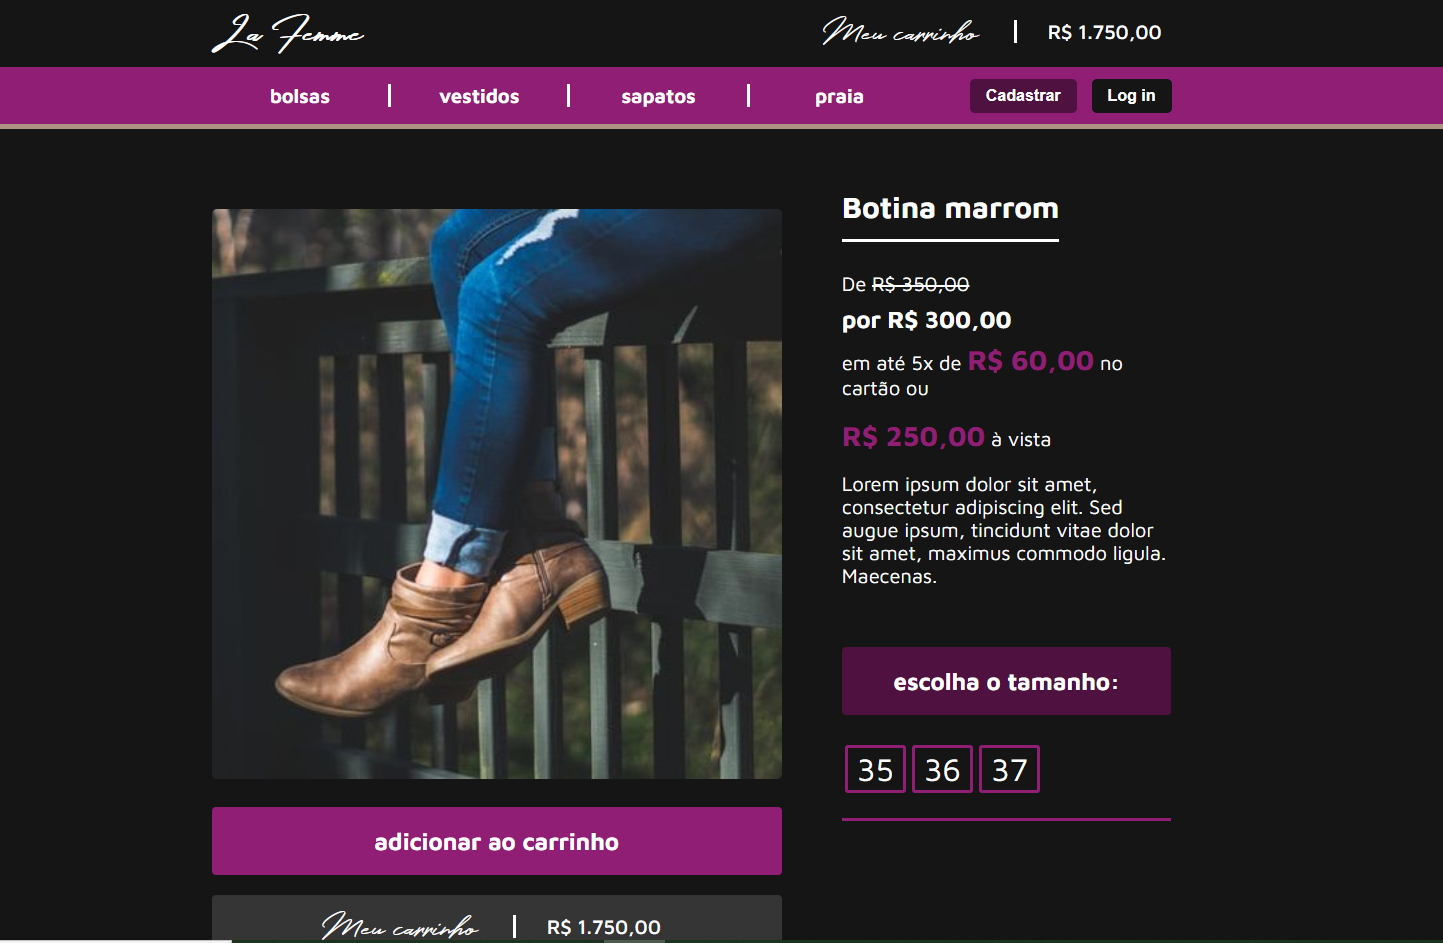 La Femme
Meu carrinho
R$ 1.750,00
bolsas
vestidos
sapatos
praia
Cadastrar
Log in
Botina marrom
De R$ 350,00
por R$ 300,00
em até 5x de R$ 60,00 no
cartão ou
R$ 250,00 à vista
Lorem ipsum dolor sit amet,
consectetur adipiscing elit. Sed
augue ipsum, tincidunt vitae dolor
sit amet, maximus commodo ligula.
Maecenas.
escolha o tamanho:
35
36
37
adicionar ao carrinho
Meu carrinho
R$ 1.750,00